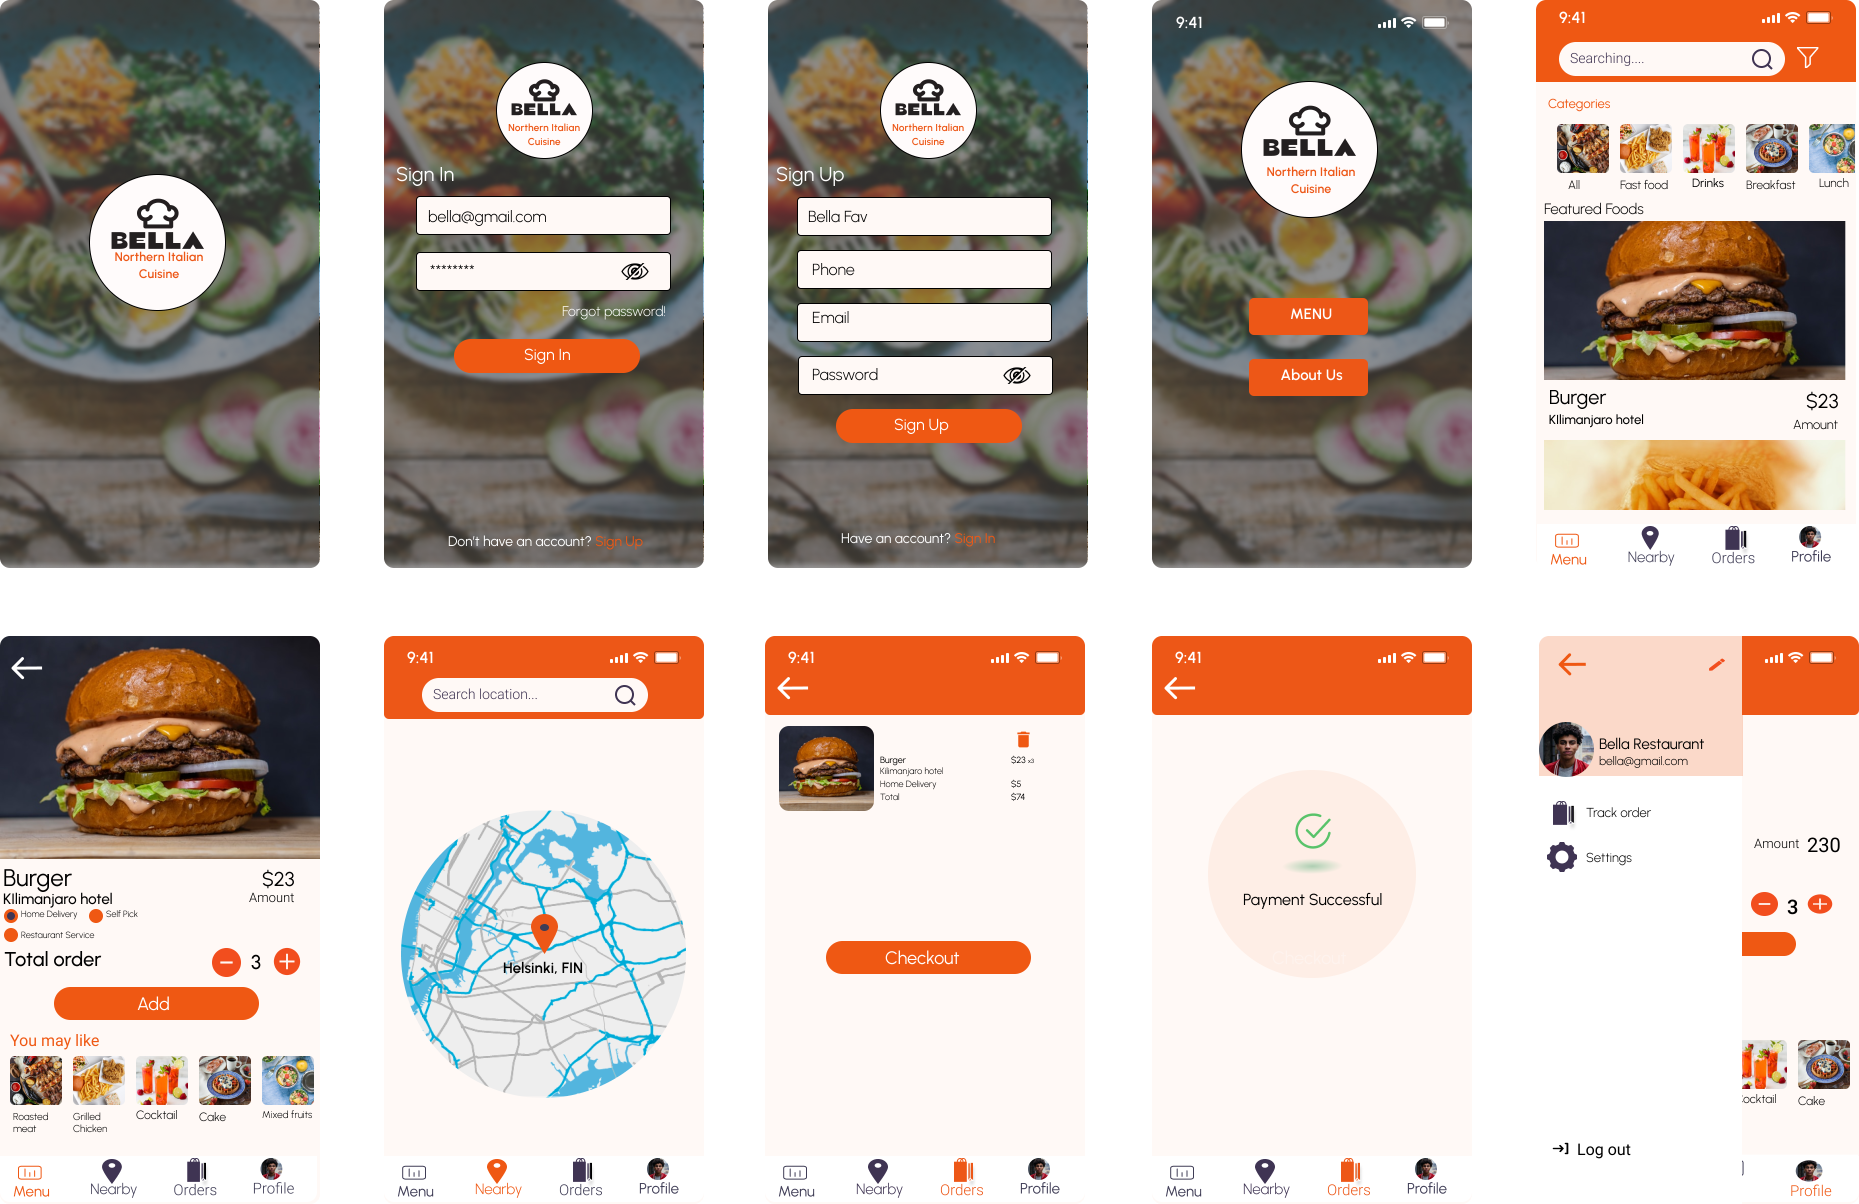 BELLA
Northern Italian
Cuisine
BELLA
Northern Italian
Cuisine
Sign In
bella@gmail.com
********
Forgot password!
Sign In
Don't have an account? Sign Up
BELLA
Northern Italian
Cuisine
Sign Up
Bella Fav
Phone
Email
Password
Sign Up
Have an account? Sign In
9:41
BELLA
Northern Italian
Cuisine
MENU
About Us
9:41
Searching....
Categories
All
Fast food
Drinks
Breakfast
Lunch
Featured Foods
Burger
$23
KIlimanjaro hotel
Amount
Menu
Nearby
Orders
Profile
Burger
$23
KIlimanjaro hotel
Amount
Home Delivery
Self Pick
Restaurant Service
Total order
3
Add
You may like
Roasted
meat
Grilled
Chicken
Cocktail
Cake
Mixed fruits
Menu
Nearby
Orders
Profile
9:41
Search location...
Helsinki, FIN
Menu
Nearby
Orders
Profile
9:41
Burger
$23 x3
Kilimanjaro hotel
Home Delivery
$5
Total
$74
Checkout
Menu
Nearby
Orders
Profile
9:41
Payment Successful
Menu
Nearby
Orders
Profile
Bella Restaurant
bella@gmail.com
Track order
Settings
Amount 230
3
ocktail
Cake
Log out
Profile